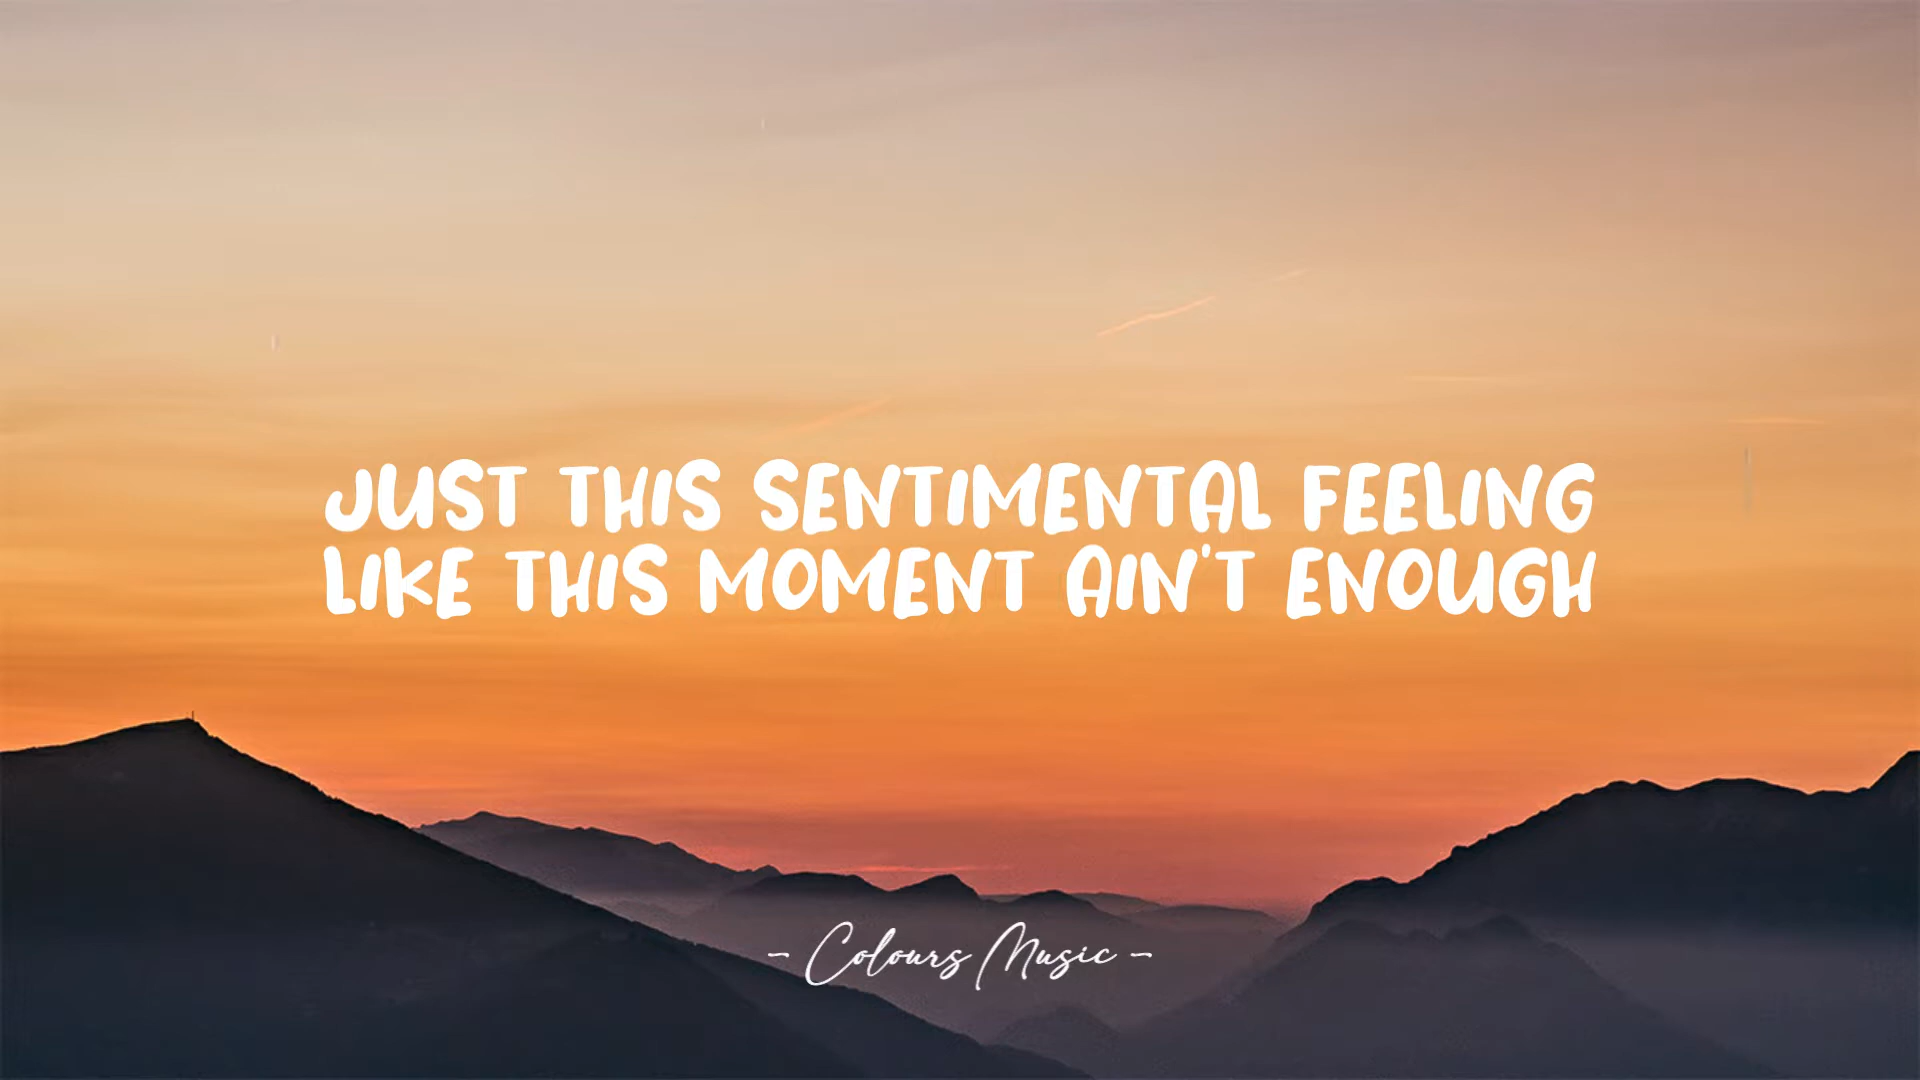 JUST THIS SENTIMENTAL FEELING
LIKE THIS MOMENT AIN'T ENOUGH
- Colours Music -